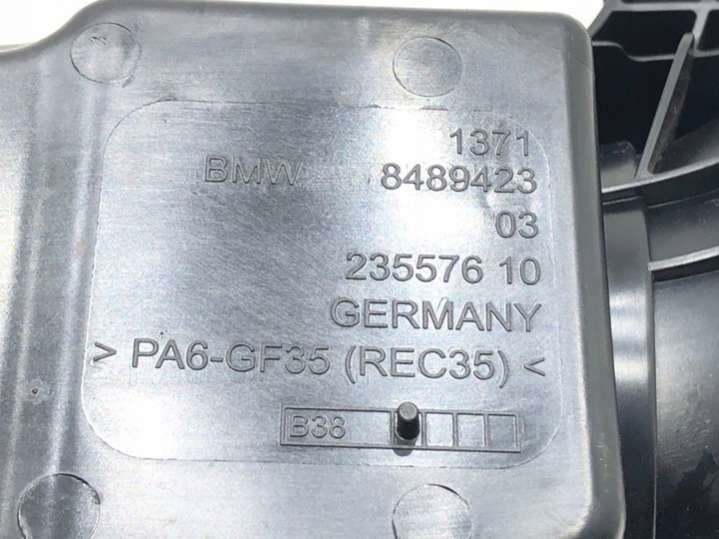 1371
BMW 8489423
03
235576 10
GERMANY
> PA6-GF35 (REC35) <
B38